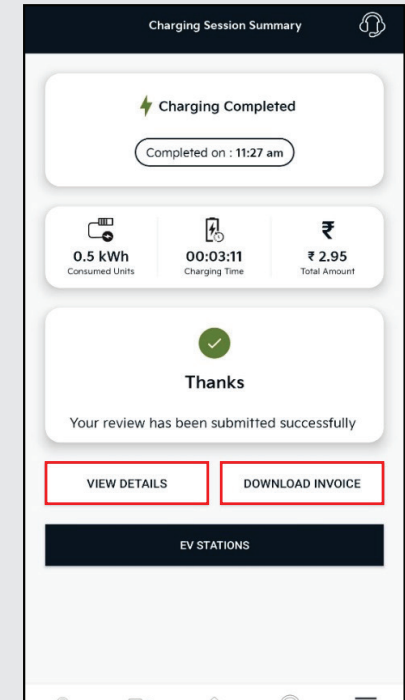 Charging Session Summary
Charging Completed
Completed on : 11:27 am
0.5 kWh
Consumed Units
00:03:11
Charging Time
₹
₹ 2.95
Total Amount
Thanks
Your review has been submitted successfully
VIEW DETAILS
DOWNLOAD INVOICE
EV STATIONS